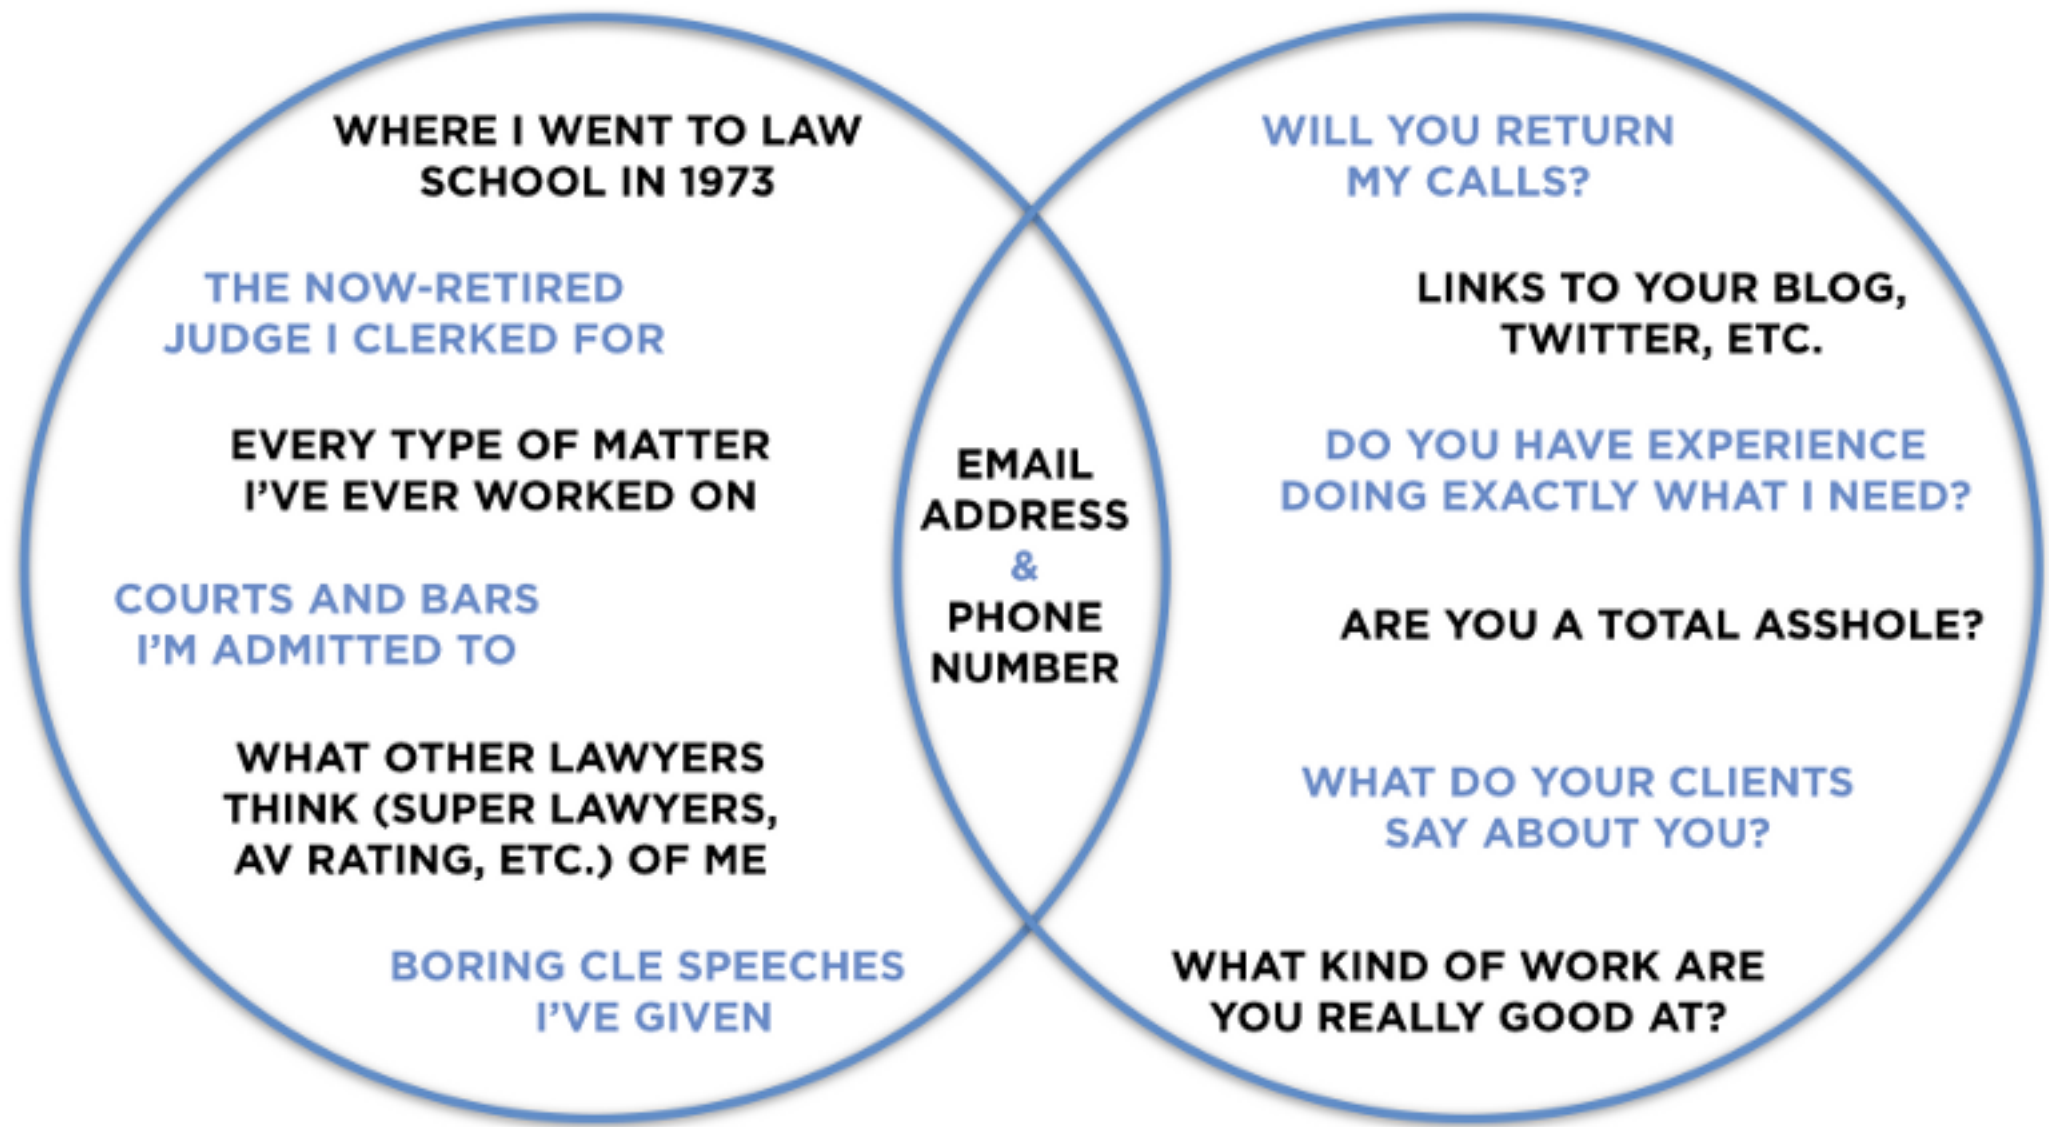 WHERE I WENT TO LAW
SCHOOL IN 1973
THE NOW-RETIRED
JUDGE I CLERKED FOR
EVERY TYPE OF MATTER
I'VE EVER WORKED ON
COURTS AND BARS
I'M ADMITTED TO
WHAT OTHER LAWYERS
THINK (SUPER LAWYERS,
AV RATING, ETC.) OF ME
BORING CLE SPEECHES
I'VE GIVEN
EMAIL
ADDRESS
&
PHONE
NUMBER
WILL YOU RETURN
MY CALLS?
LINKS TO YOUR BLOG,
TWITTER, ETC.
DO YOU HAVE EXPERIENCE
DOING EXACTLY WHAT I NEED?
ARE YOU A TOTAL ASSHOLE?
WHAT DO YOUR CLIENTS
SAY ABOUT YOU?
WHAT KIND OF WORK ARE
YOU REALLY GOOD AT?